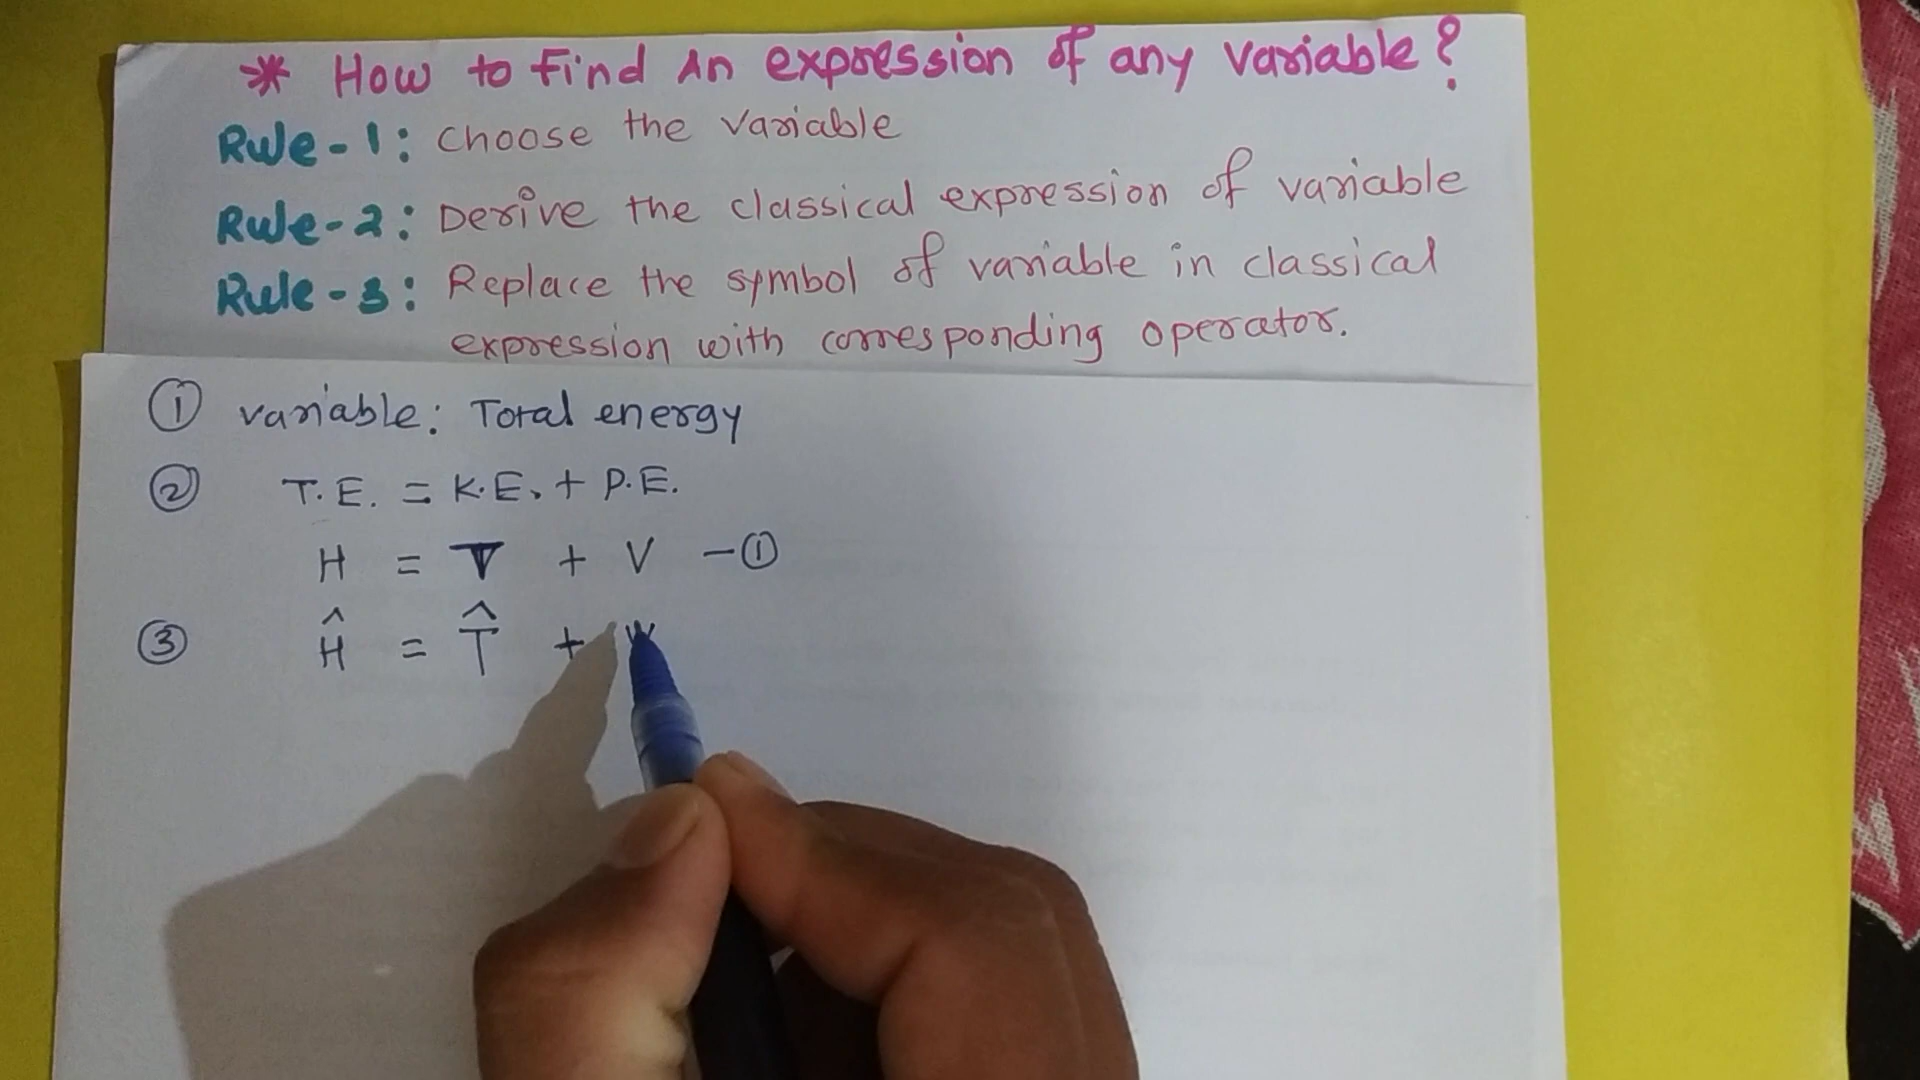 * How to Find An expression of any variable?
Rule-1: Choose the variable
Rule-2: Derive the classical expression of variable
Rule-3: Replace the symbol of variable in classical
expression with corresponding operator.
① variable: Total energy
② T.E. = K.E. + P.E.
H = T + V -①
③ Ĥ = T̂ + V